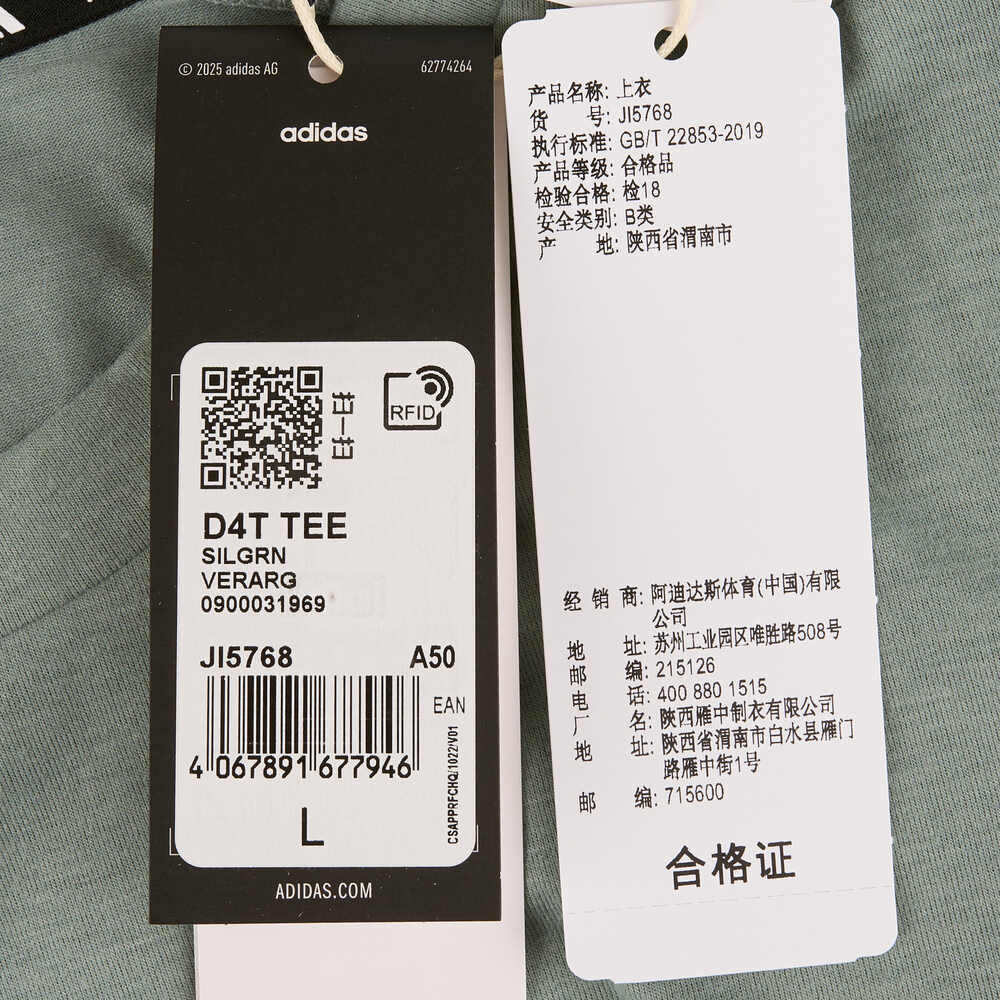 © 2025 adidas AG
62774264
adidas
扫一扫
RFID
D4T TEE
SILGRN
VERARG
0900031969
JI5768
A50
EAN
4 067891 677946
CSAPPRFCHQ/1022/V01
L
ADIDAS.COM
产品名称: 上衣
货 号: JI5768
执行标准: GB/T 22853-2019
产品等级: 合格品
检验合格: 检18
安全类别: B类
产 地: 陕西省渭南市
经 销 商: 阿迪达斯体育(中国)有限
公司
地 址: 苏州工业园区唯胜路508号
邮 编: 215126
电 话: 400 880 1515
厂 名: 陕西雁中制衣有限公司
地 址: 陕西省渭南市白水县雁门
路雁中街1号
邮 编: 715600
合格证